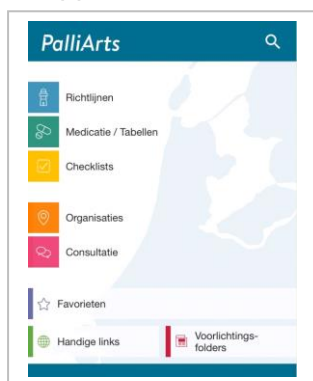 PalliArts
Richtlijnen
Medicatie / Tabellen
Checklists
Organisaties
Consultatie
Favorieten
Handige links
Voorlichtings-
folders